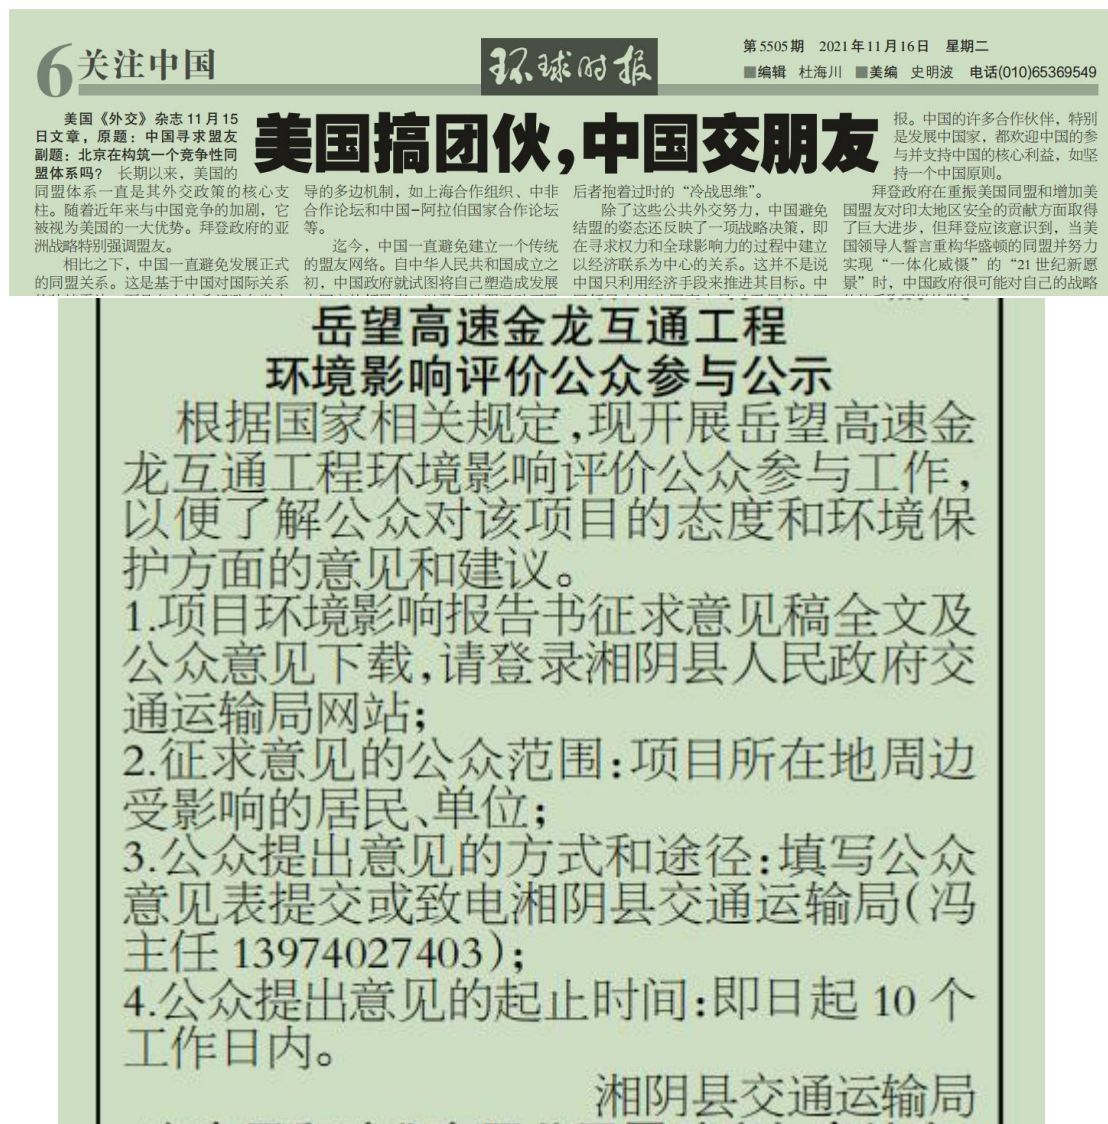 6 关注中国
环球时报
第5505期 2021年11月16日 星期二
■编辑 杜海川 ■美编 史明波 电话(010)65369549
美国搞团伙,中国交朋友
美国《外交》杂志11月15
日文章，原题：中国寻求盟友
副题：北京在构筑一个竞争性同
盟体系吗？ 长期以来，美国的
同盟体系一直是其外交政策的核心支
柱。随着近年来与中国竞争的加剧，它
被视为美国的一大优势。拜登政府的亚
洲战略特别强调盟友。
相比之下，中国一直避免发展正式
的同盟关系。这是基于中国对国际关系
导的多边机制，如上海合作组织、中非
合作论坛和中国-阿拉伯国家合作论坛
等。
迄今，中国一直避免建立一个传统
的盟友网络。自中华人民共和国成立之
初，中国政府就试图将自己塑造成发展
后者抱着过时的“冷战思维”。
除了这些公共外交努力，中国避免
结盟的姿态还反映了一项战略决策，即
在寻求权力和全球影响力的过程中建立
以经济联系为中心的关系。这并不是说
中国只利用经济手段来推进其目标。中
报。中国的许多合作伙伴，特别
是发展中国家，都欢迎中国的参
与并支持中国的核心利益，如坚
持一个中国原则。
拜登政府在重振美国同盟和增加美
国盟友对印太地区安全的贡献方面取得
了巨大进步，但拜登应该意识到，当美
国领导人誓言重构华盛顿的同盟并努力
实现“一体化威慑”的“21世纪新愿
景”时，中国政府很可能对自己的战略
岳望高速金龙互通工程
环境影响评价公众参与公示
根据国家相关规定,现开展岳望高速金
龙互通工程环境影响评价公众参与工作,
以便了解公众对该项目的态度和环境保
护方面的意见和建议。
1.项目环境影响报告书征求意见稿全文及
公众意见下载,请登录湘阴县人民政府交
通运输局网站;
2.征求意见的公众范围:项目所在地周边
受影响的居民、单位;
3.公众提出意见的方式和途径:填写公众
意见表提交或致电湘阴县交通运输局(冯
主任 13974027403);
4.公众提出意见的起止时间:即日起 10 个
工作日内。
湘阴县交通运输局